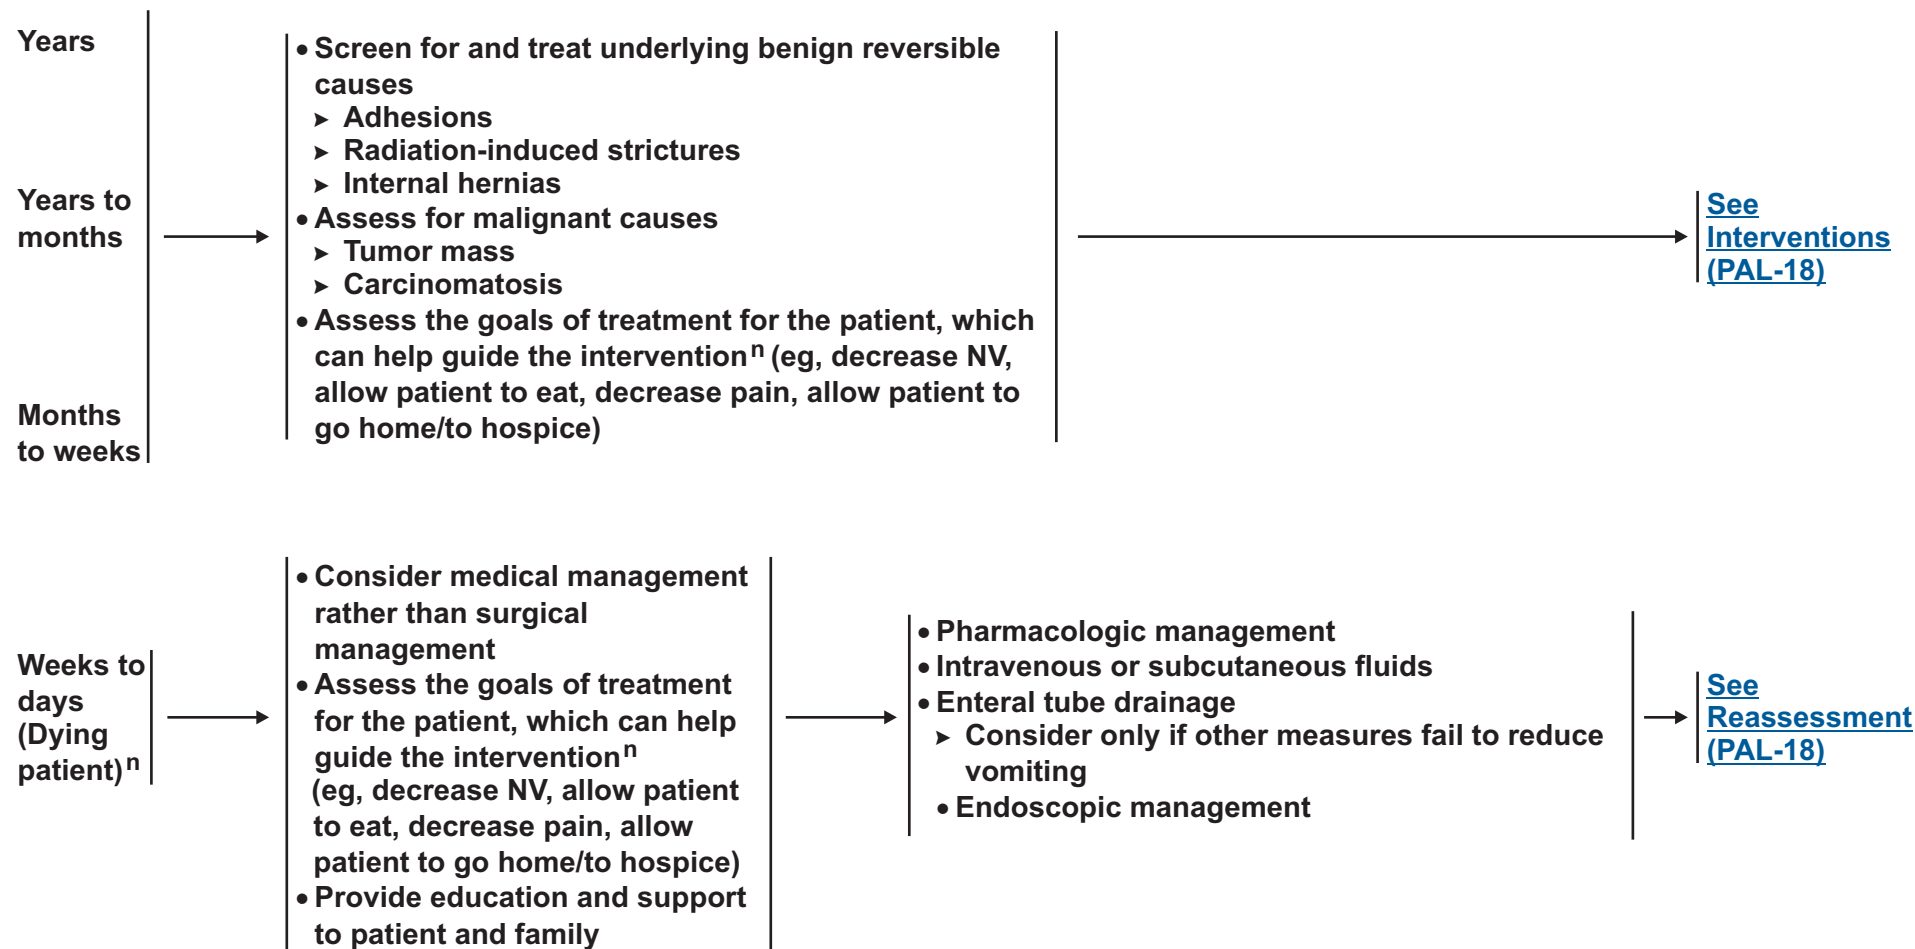 Years
Years to
months
Months
to weeks
• Screen for and treat underlying benign reversible
causes
➤ Adhesions
➤ Radiation-induced strictures
➤ Internal hernias
• Assess for malignant causes
➤ Tumor mass
➤ Carcinomatosis
• Assess the goals of treatment for the patient, which
can help guide the intervention n (eg, decrease NV,
allow patient to eat, decrease pain, allow patient to
go home/to hospice)
See
Interventions
(PAL-18)
Weeks to
days
(Dying
patient) n
• Consider medical management
rather than surgical
management
• Assess the goals of treatment
for the patient, which can help
guide the intervention n
(eg, decrease NV, allow patient
to eat, decrease pain, allow
patient to go home/to hospice)
• Provide education and support
to patient and family
• Pharmacologic management
• Intravenous or subcutaneous fluids
• Enteral tube drainage
➤ Consider only if other measures fail to reduce
vomiting
• Endoscopic management
See
Reassessment
(PAL-18)